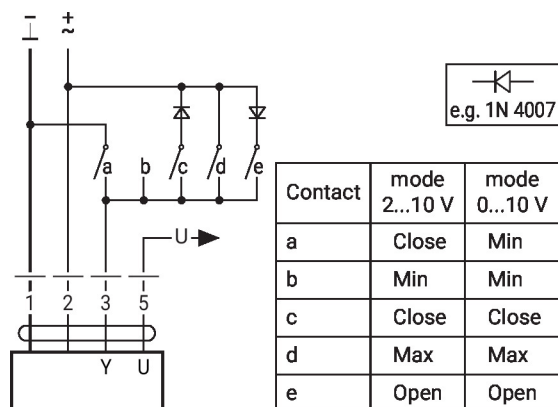 ⊥ ~
a b c d e
U
1 2 3 5
Y U
e.g. 1N 4007
Contact mode 2...10 V mode 0...10 V
a Close Min
b Min Min
c Close Close
d Max Max
e Open Open